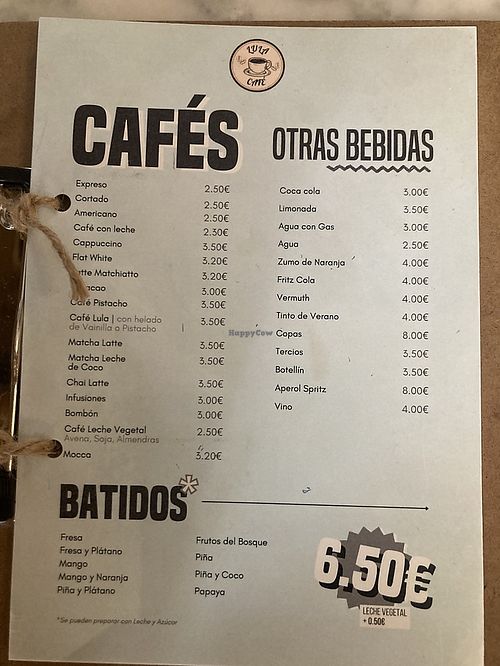 LULA
CAFÉ
CAFÉS
Expreso 2.50€
Cortado 2.50€
Americano 2.50€
Café con leche 2.30€
Cappuccino 3.50€
Flat White 3.20€
atte Matchiatto 3.20€
acao 3.00€
Café Pistacho 3.50€
Café Lula | con helado 3.50€
de Vainilla o Pistacho
Matcha Latte 3.50€
Matcha Leche 3.50€
de Coco
Chai Latte 3.50€
Infusiones 3.00€
Bombón 3.00€
Café Leche Vegetal 2.50€
Avena, Soja, Almendras
Mocca 3.20€
OTRAS BEBIDAS
Coca cola 3.00€
Limonada 3.50€
Agua con Gas 3.00€
Agua 2.50€
Zumo de Naranja 4.00€
Fritz Cola 4.00€
Vermuth 4.00€
Tinto de Verano 4.00€
Copas 8.00€
Tercios 3.50€
Botellín 3.50€
Aperol Spritz 8.00€
Vino 4.00€
HappyCow
BATIDOS*
Fresa
Fresa y Plátano
Mango
Mango y Naranja
Piña y Plátano
Frutos del Bosque
Piña
Piña y Coco
Papaya
6.50€
LECHE VEGETAL
+ 0.50€
*Se pueden preparar con Leche y Azúcar